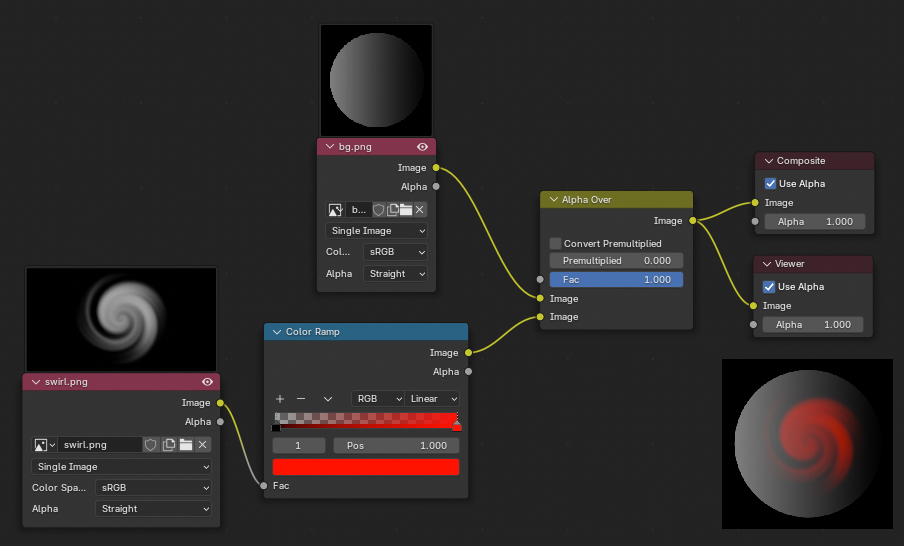 bg.png
Image
Alpha
b...
Single Image
Col...
sRGB
Alpha
Straight
swirl.png
Image
Alpha
swirl.png
Single Image
Color Spa...
sRGB
Alpha
Straight
Color Ramp
Image
Alpha
RGB
Linear
1
Pos
1.000
Fac
Alpha Over
Image
Convert Premultiplied
Premultiplied
0.000
Fac
1.000
Image
Image
Composite
Use Alpha
Image
Alpha
1.000
Viewer
Use Alpha
Image
Alpha
1.000